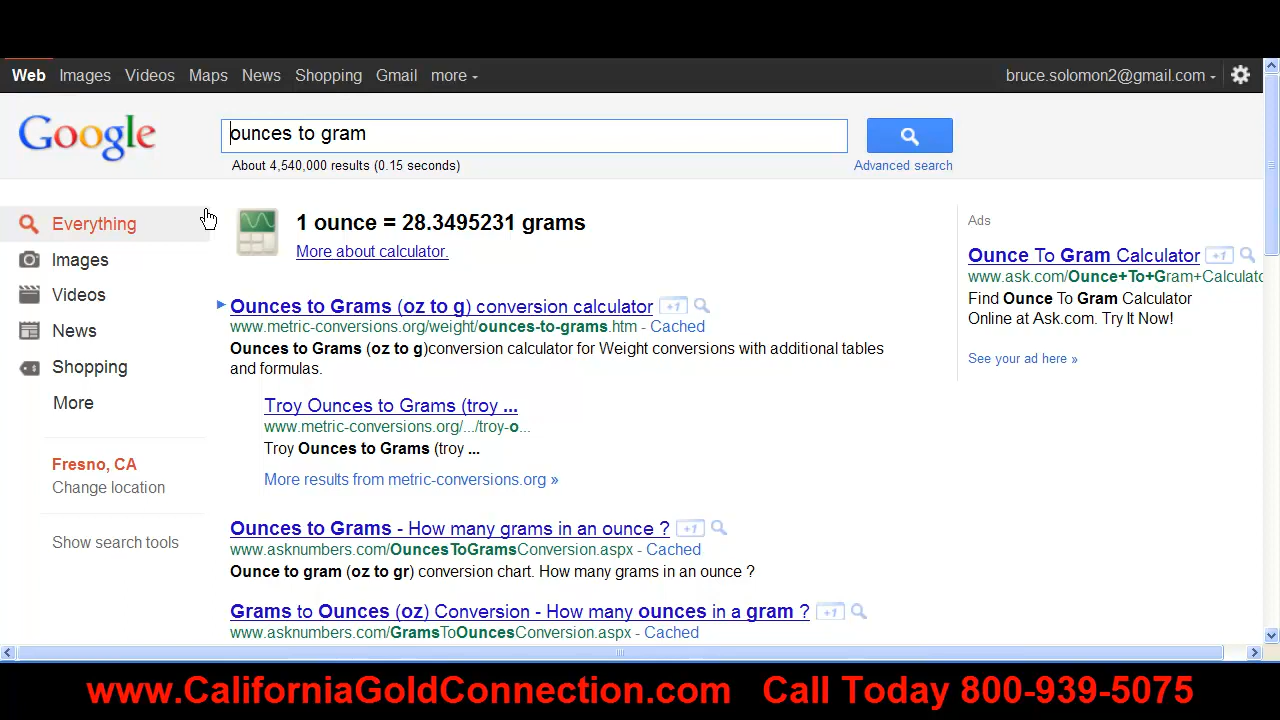 Web Images Videos Maps News Shopping Gmail more bruce.solomon2@gmail.com
Google
ounces to gram
About 4,540,000 results (0.15 seconds)
Advanced search
Everything
Images
Videos
News
Shopping
More
Fresno, CA
Change location
Show search tools
1 ounce = 28.3495231 grams
More about calculator.
Ounces to Grams (oz to g) conversion calculator +1
www.metric-conversions.org/weight/ounces-to-grams.htm - Cached
Ounces to Grams (oz to g)conversion calculator for Weight conversions with additional tables
and formulas.
Troy Ounces to Grams (troy ...
www.metric-conversions.org/.../troy-o...
Troy Ounces to Grams (troy ...
More results from metric-conversions.org »
Ounces to Grams - How many grams in an ounce ? +1
www.asknumbers.com/OuncesToGramsConversion.aspx - Cached
Ounce to gram (oz to gr) conversion chart. How many grams in an ounce ?
Grams to Ounces (oz) Conversion - How many ounces in a gram ? +1
www.asknumbers.com/GramsToOuncesConversion.aspx - Cached
Ads
Ounce To Gram Calculator +1
www.ask.com/Ounce+To+Gram+Calculato
Find Ounce To Gram Calculator
Online at Ask.com. Try It Now!
See your ad here »
www.CaliforniaGoldConnection.com Call Today 800-939-5075